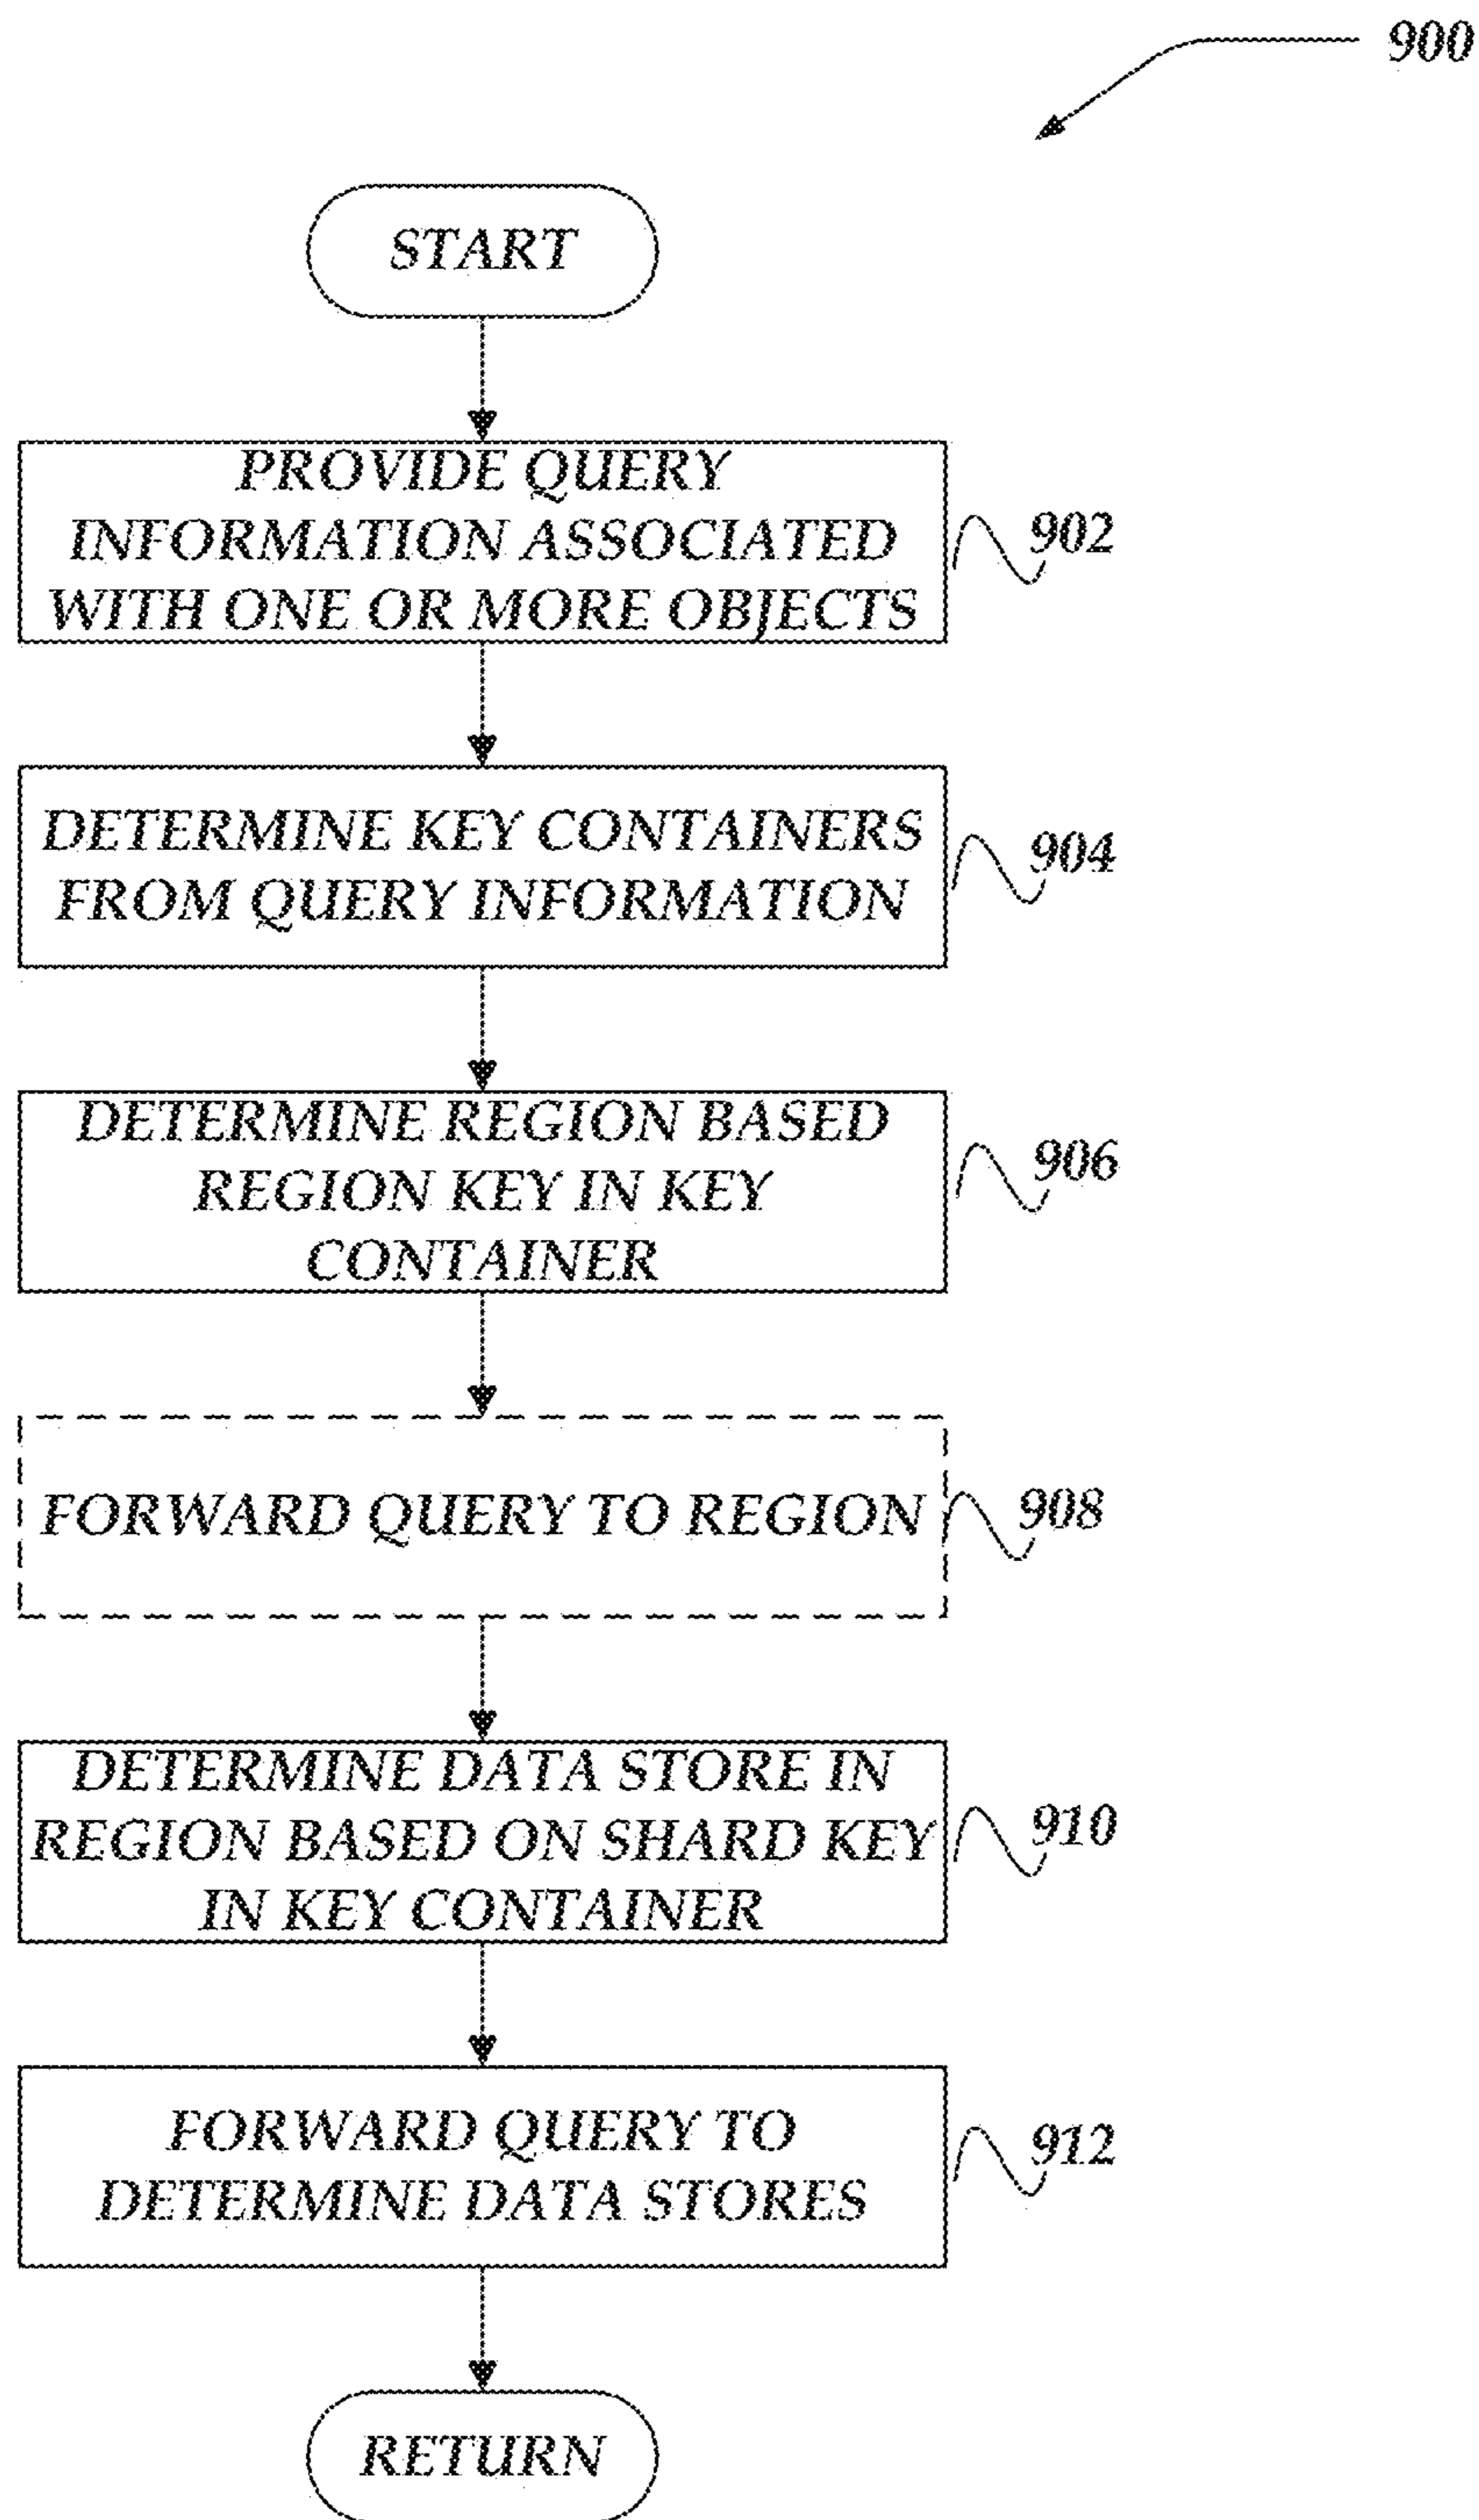 900
START
PROVIDE QUERY
INFORMATION ASSOCIATED
WITH ONE OR MORE OBJECTS
902
DETERMINE KEY CONTAINERS
FROM QUERY INFORMATION
904
DETERMINE REGION BASED
REGION KEY IN KEY
CONTAINER
906
FORWARD QUERY TO REGION
908
DETERMINE DATA STORE IN
REGION BASED ON SHARD KEY
IN KEY CONTAINER
910
FORWARD QUERY TO
DETERMINE DATA STORES
912
RETURN